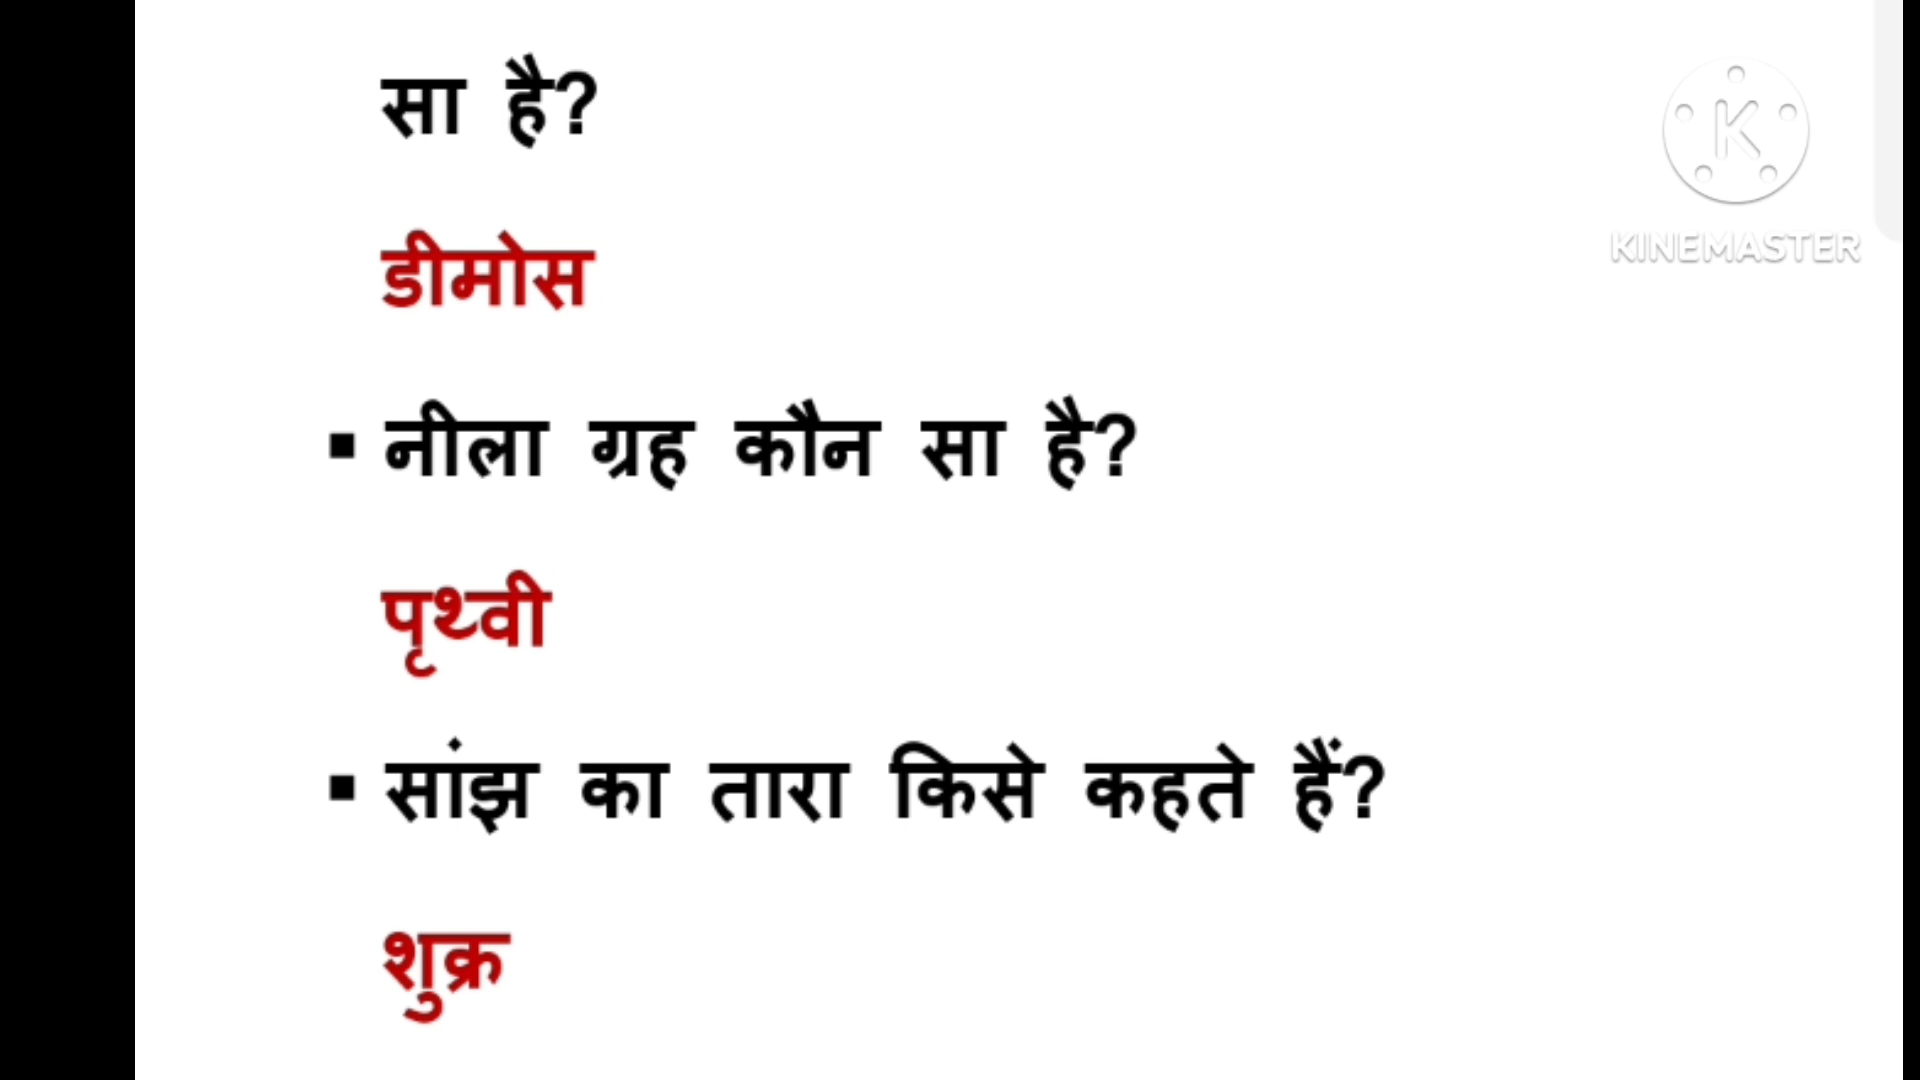 सा है?
डीमोस
▪ नीला ग्रह कौन सा है?
पृथ्वी
▪ सांझ का तारा किसे कहते हैं?
शुक्र
K
KINEMASTER